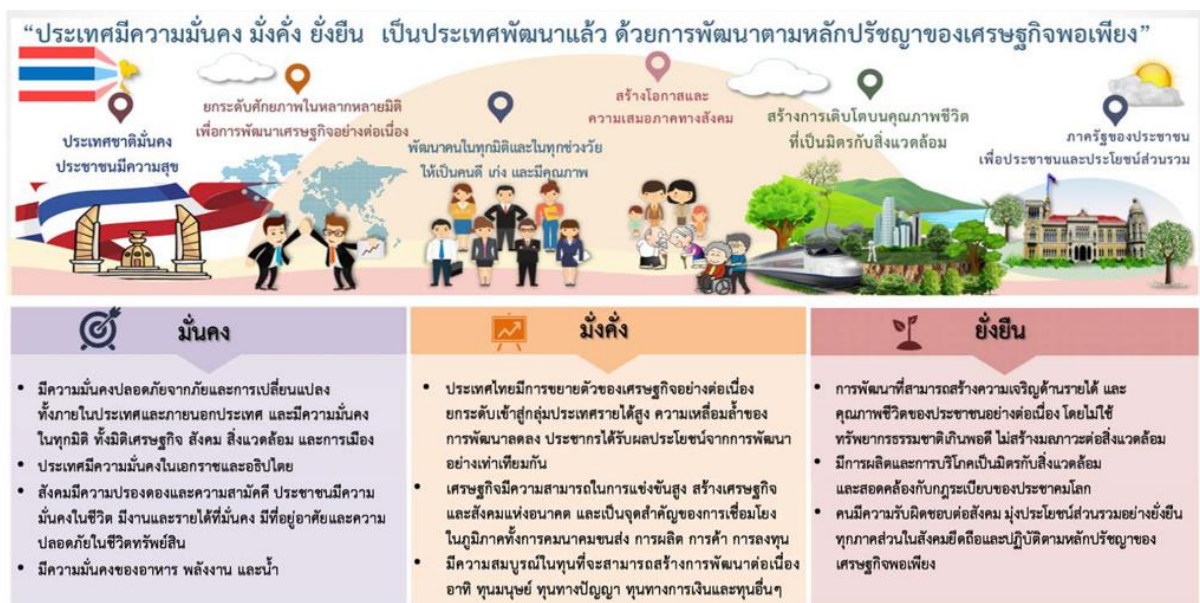 “ประเทศมีความมั่นคง มั่งคั่ง ยั่งยืน เป็นประเทศพัฒนาแล้ว ด้วยการพัฒนาตามหลักปรัชญาของเศรษฐกิจพอเพียง”
ประเทศชาติมั่นคง
ประชาชนมีความสุข
ยกระดับศักยภาพในหลากหลายมิติ
เพื่อการพัฒนาเศรษฐกิจอย่างต่อเนื่อง
พัฒนาคนในทุกมิติและในทุกช่วงวัย
ให้เป็นคนดี เก่ง และมีคุณภาพ
สร้างโอกาสและ
ความเสมอภาคทางสังคม
สร้างการเติบโตบนคุณภาพชีวิต
ที่เป็นมิตรกับสิ่งแวดล้อม
ภาครัฐของประชาชน
เพื่อประชาชนและประโยชน์ส่วนรวม
มั่นคง
• มีความมั่นคงปลอดภัยจากภัยและการเปลี่ยนแปลง
ทั้งภายในประเทศและภายนอกประเทศ และมีความมั่นคง
ในทุกมิติ ทั้งมิติเศรษฐกิจ สังคม สิ่งแวดล้อม และการเมือง
• ประเทศมีความมั่นคงในเอกราชและอธิปไตย
• สังคมมีความปรองดองและความสามัคคี ประชาชนมีความ
มั่นคงในชีวิต มีงานและรายได้ที่มั่นคง มีที่อยู่อาศัยและความ
ปลอดภัยในชีวิตทรัพย์สิน
• มีความมั่นคงของอาหาร พลังงาน และน้ำ
มั่งคั่ง
• ประเทศไทยมีการขยายตัวของเศรษฐกิจอย่างต่อเนื่อง
ยกระดับเข้าสู่กลุ่มประเทศรายได้สูง ความเหลื่อมล้ำของ
การพัฒนาลดลง ประชากรได้รับผลประโยชน์จากการพัฒนา
อย่างเท่าเทียมกัน
• เศรษฐกิจมีความสามารถในการแข่งขันสูง สร้างเศรษฐกิจ
และสังคมแห่งอนาคต และเป็นจุดสำคัญของการเชื่อมโยง
ในภูมิภาคทั้งการคมนาคมขนส่ง การผลิต การค้า การลงทุน
• มีความสมบูรณ์ในทุนที่จะสามารถสร้างการพัฒนาต่อเนื่อง
อาทิ ทุนมนุษย์ ทุนทางปัญญา ทุนทางการเงินและทุนอื่นๆ
ยั่งยืน
• การพัฒนาที่สามารถสร้างความเจริญด้านรายได้ และ
คุณภาพชีวิตของประชาชนอย่างต่อเนื่อง โดยไม่ใช้
ทรัพยากรธรรมชาติเกินพอดี ไม่สร้างมลภาวะต่อสิ่งแวดล้อม
• มีการผลิตและการบริโภคเป็นมิตรกับสิ่งแวดล้อม
และสอดคล้องกับกฎระเบียบของประชาคมโลก
• คนมีความรับผิดชอบต่อสังคม มุ่งประโยชน์ส่วนรวมอย่างยั่งยืน
ทุกภาคส่วนในสังคมยึดถือและปฏิบัติตามหลักปรัชญาของ
เศรษฐกิจพอเพียง